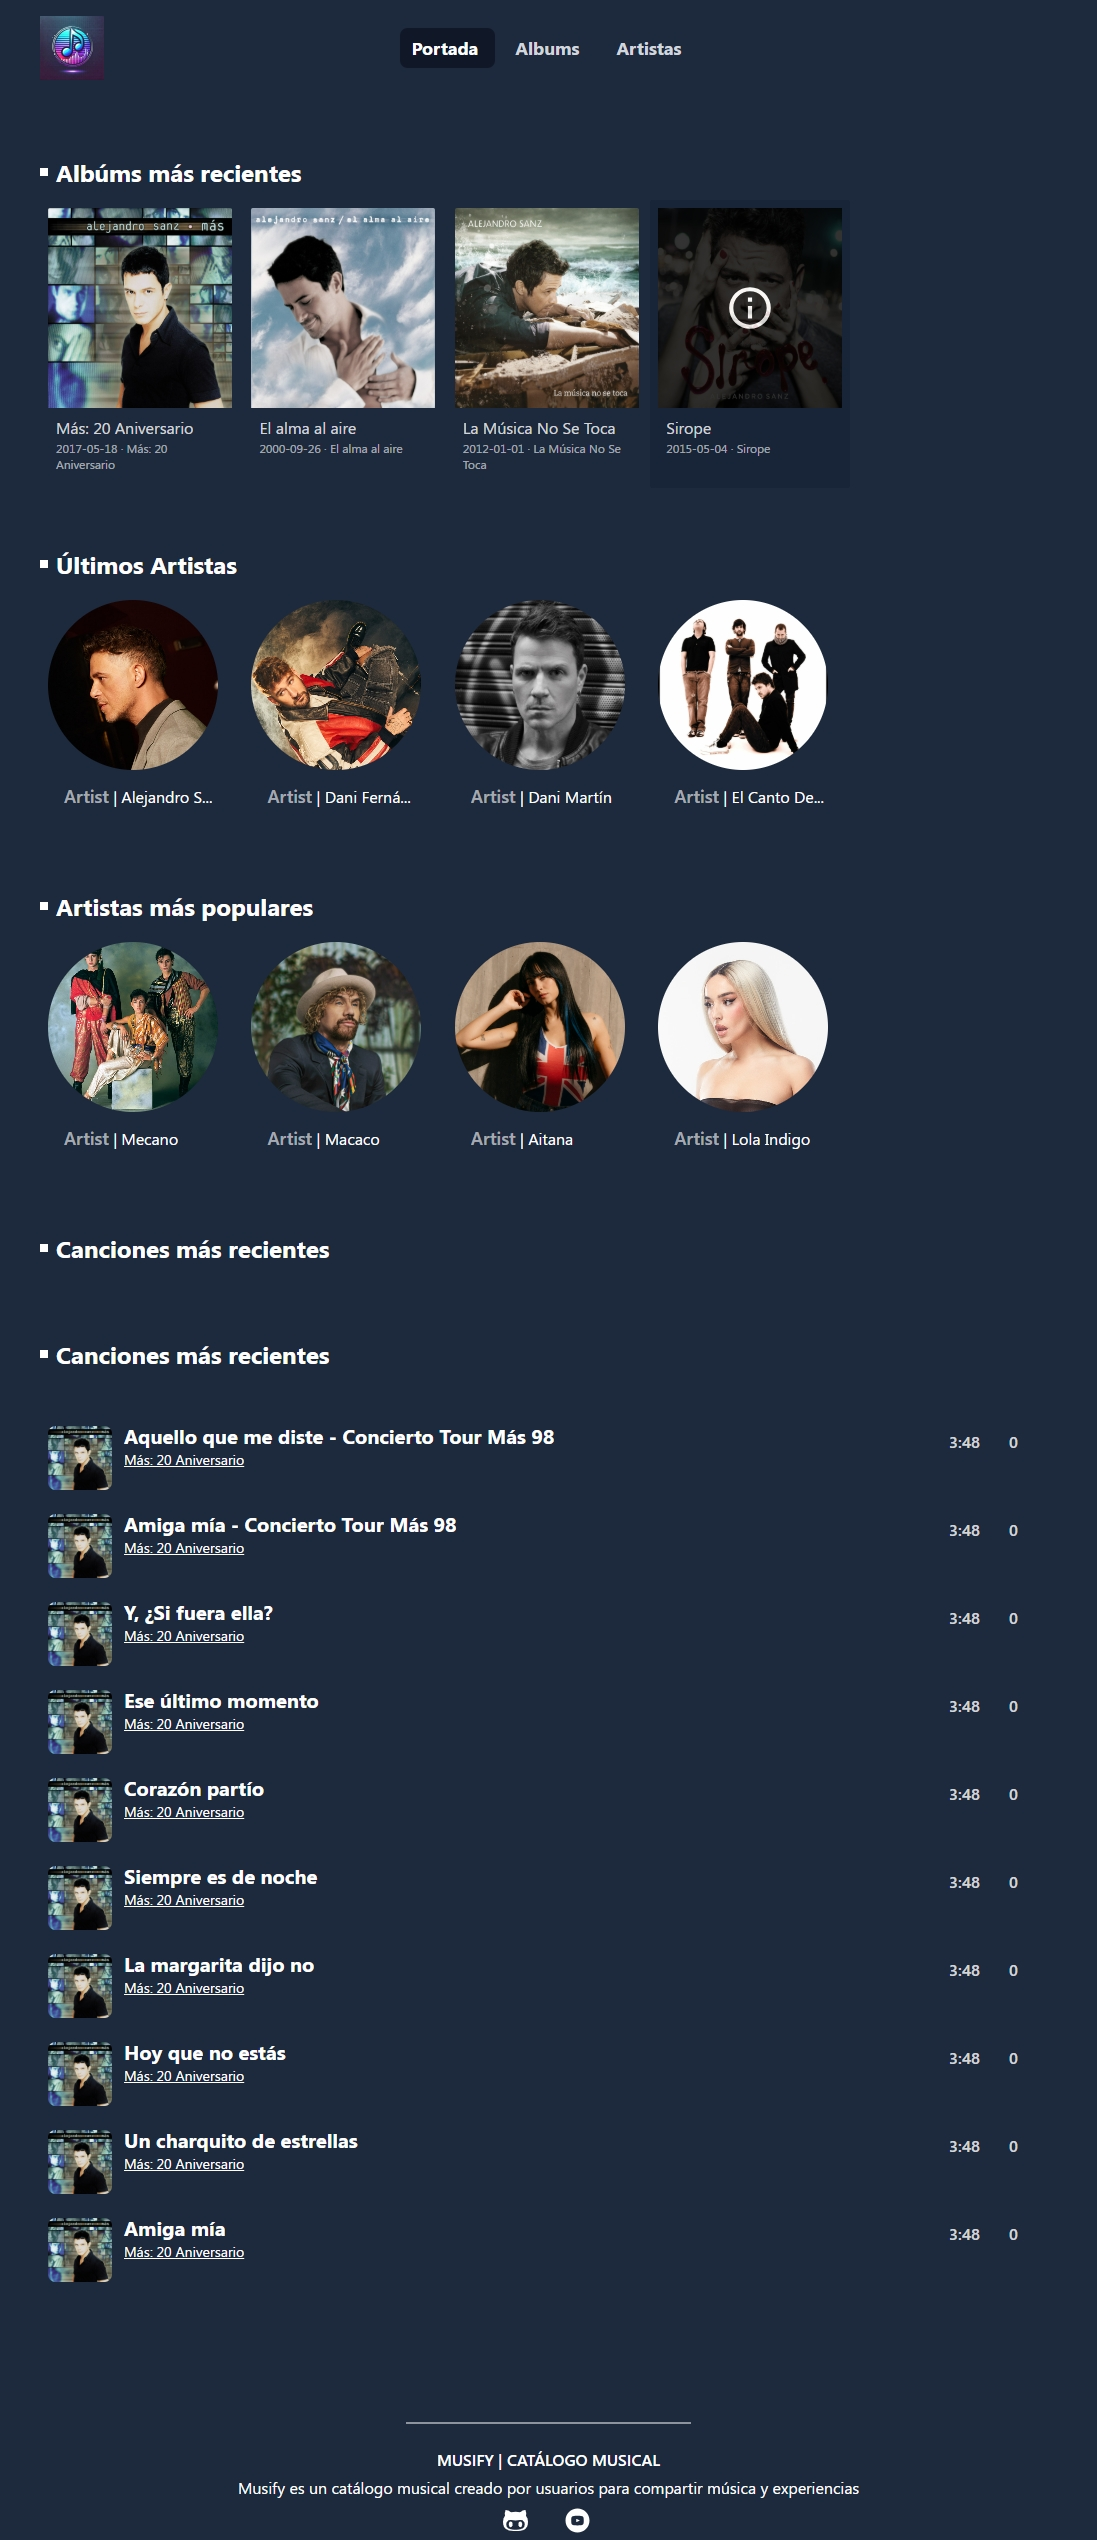 Portada
Albums
Artistas
Albúms más recientes
alejandro sanz • más
alejandro sanz / el alma al aire
ALEJANDRO SANZ
La música no se toca
Sirope
ALEJANDRO SANZ
Más: 20 Aniversario
2017-05-18 · Más: 20
Aniversario
El alma al aire
2000-09-26 · El alma al aire
La Música No Se Toca
2012-01-01 · La Música No Se
Toca
Sirope
2015-05-04 · Sirope
Últimos Artistas
Artist | Alejandro S...
Artist | Dani Ferná...
Artist | Dani Martín
Artist | El Canto De...
Artistas más populares
Artist | Mecano
Artist | Macaco
Artist | Aitana
Artist | Lola Indigo
Canciones más recientes
Canciones más recientes
Aquello que me diste - Concierto Tour Más 98
Más: 20 Aniversario
3:48 0
Amiga mía - Concierto Tour Más 98
Más: 20 Aniversario
3:48 0
Y, ¿Si fuera ella?
Más: 20 Aniversario
3:48 0
Ese último momento
Más: 20 Aniversario
3:48 0
Corazón partío
Más: 20 Aniversario
3:48 0
Siempre es de noche
Más: 20 Aniversario
3:48 0
La margarita dijo no
Más: 20 Aniversario
3:48 0
Hoy que no estás
Más: 20 Aniversario
3:48 0
Un charquito de estrellas
Más: 20 Aniversario
3:48 0
Amiga mía
Más: 20 Aniversario
3:48 0
MUSIFY | CATÁLOGO MUSICAL
Musify es un catálogo musical creado por usuarios para compartir música y experiencias